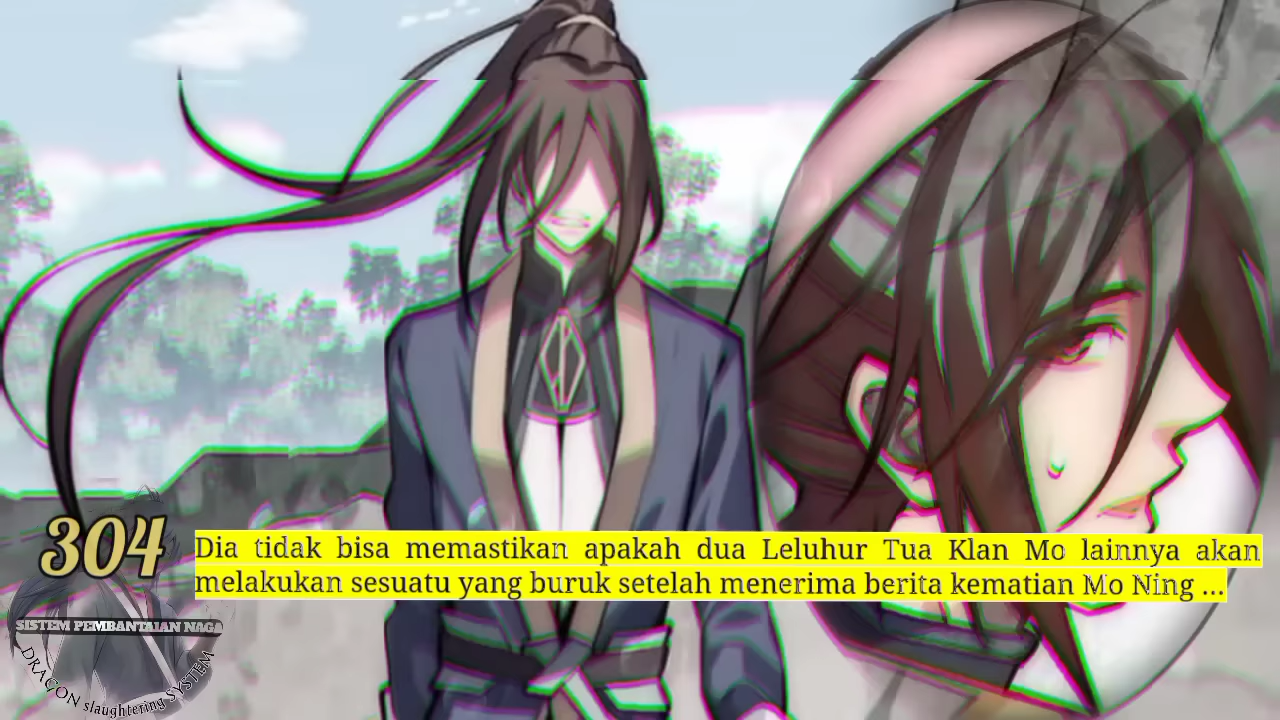 304
Dia tidak bisa memastikan apakah dua Leluhur Tua Klan Mo lainnya akan
melakukan sesuatu yang buruk setelah menerima berita kematian Mo Ning ...
SISTEM PEMBANTAIAN NAGA
DRAGON slaughtering SYSTEM